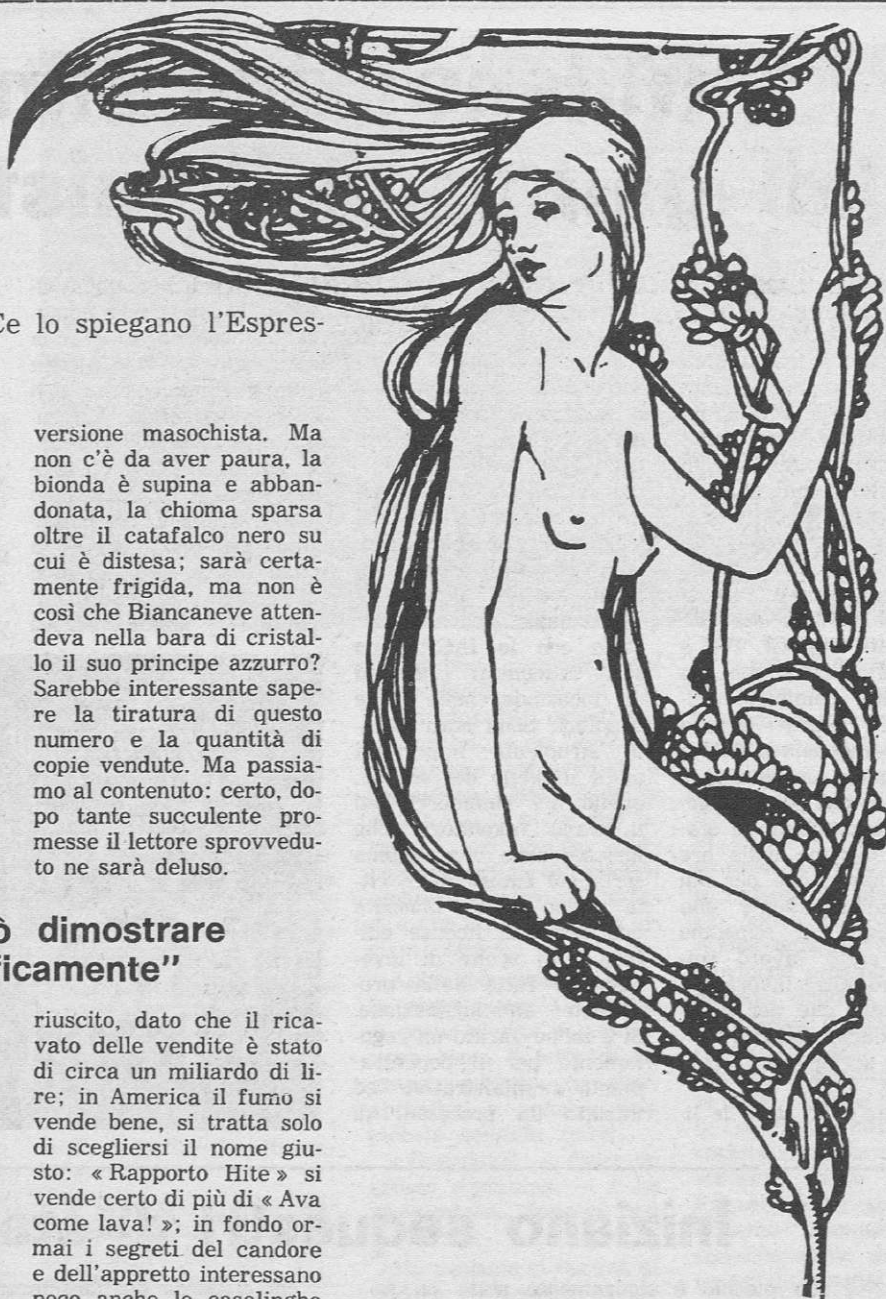 Ce lo spiegano l'Espres-
versione masochista. Ma
non c'è da aver paura, la
bionda è supina e abban-
donata, la chioma sparsa
oltre il catafalco nero su
cui è distesa; sarà certa-
mente frigida, ma non è
così che Biancaneve atten-
deva nella bara di cristal-
lo il suo principe azzurro?
Sarebbe interessante sape-
re la tiratura di questo
numero e la quantità di
copie vendute. Ma passia-
mo al contenuto: certo, do-
po tante succulente pro-
messe il lettore sprovvedu-
to ne sarà deluso.
ò dimostrare
ficamente"
riuscito, dato che il rica-
vato delle vendite è stato
di circa un miliardo di li-
re; in America il fumo si
vende bene, si tratta solo
di scegliersi il nome giu-
sto: « Rapporto Hite » si
vende certo di più di « Ava
come lava! »; in fondo or-
mai i segreti del candore
e dell'appretto interessano
poco anche le casalinghe